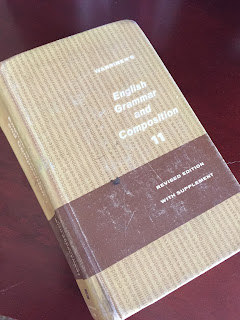 WARRINER'S
English
Grammar
and
Composition
11
REVISED EDITION
WITH SUPPLEMENT